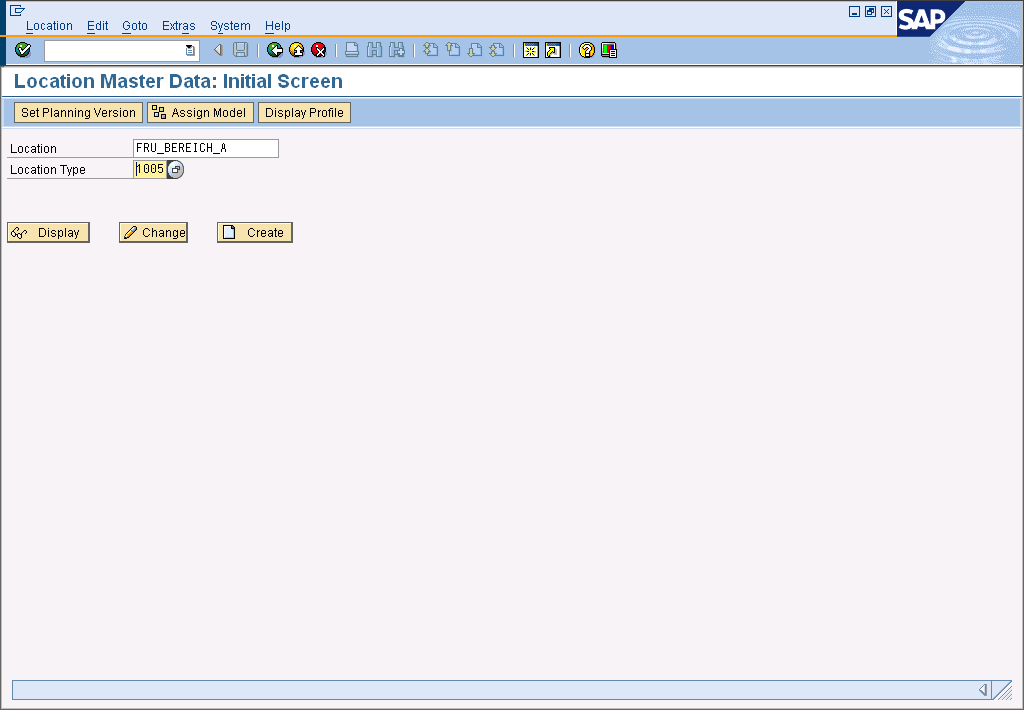 Location Edit Goto Extras System Help
SAP
Location Master Data: Initial Screen
Set Planning Version Assign Model Display Profile
Location FRU_BEREICH_A
Location Type 1005
Display Change Create